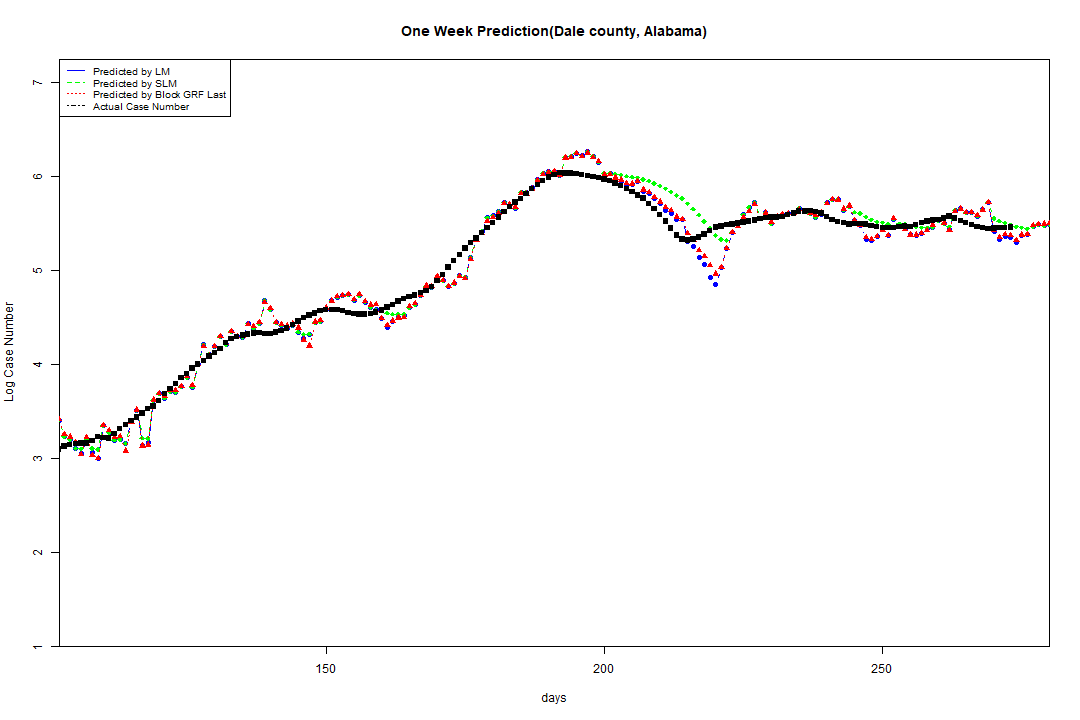 One Week Prediction(Dale county, Alabama)
Predicted by LM
Predicted by SLM
Predicted by Block GRF Last
Actual Case Number
7
6
5
4
3
2
1
Log Case Number
150
200
250
days